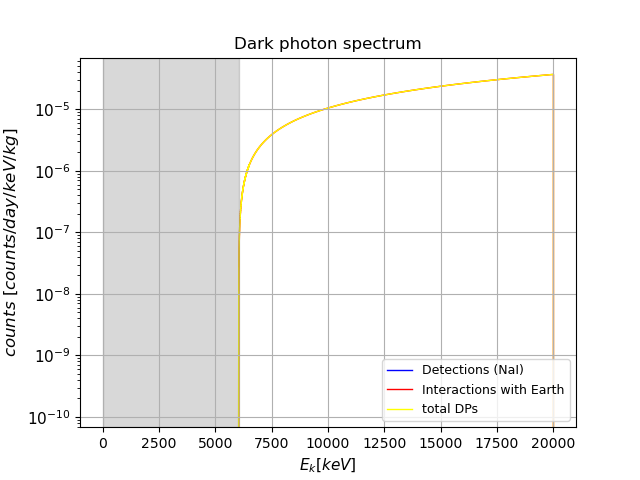 Dark photon spectrum
counts [counts/day/keV/kg]
10⁻⁵
10⁻⁶
10⁻⁷
10⁻⁸
10⁻⁹
10⁻¹⁰
Detections (NaI)
Interactions with Earth
total DPs
0 2500 5000 7500 10000 12500 15000 17500 20000
Eₖ[keV]